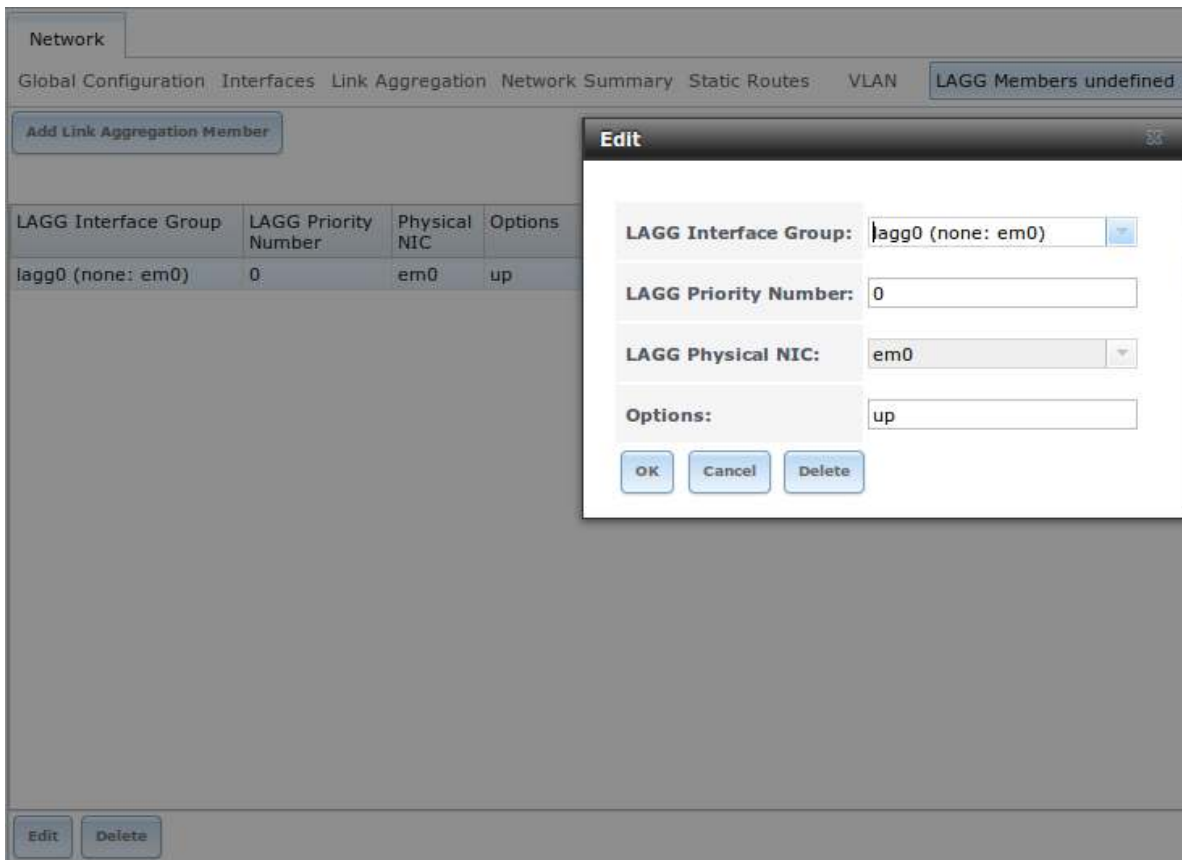 Network
Global Configuration Interfaces Link Aggregation Network Summary Static Routes VLAN LAGG Members undefined
Add Link Aggregation Member
LAGG Interface Group LAGG Priority Number Physical NIC Options
lagg0 (none: em0) 0 em0 up
Edit
LAGG Interface Group: lagg0 (none: em0)
LAGG Priority Number: 0
LAGG Physical NIC: em0
Options: up
OK Cancel Delete
Edit Delete